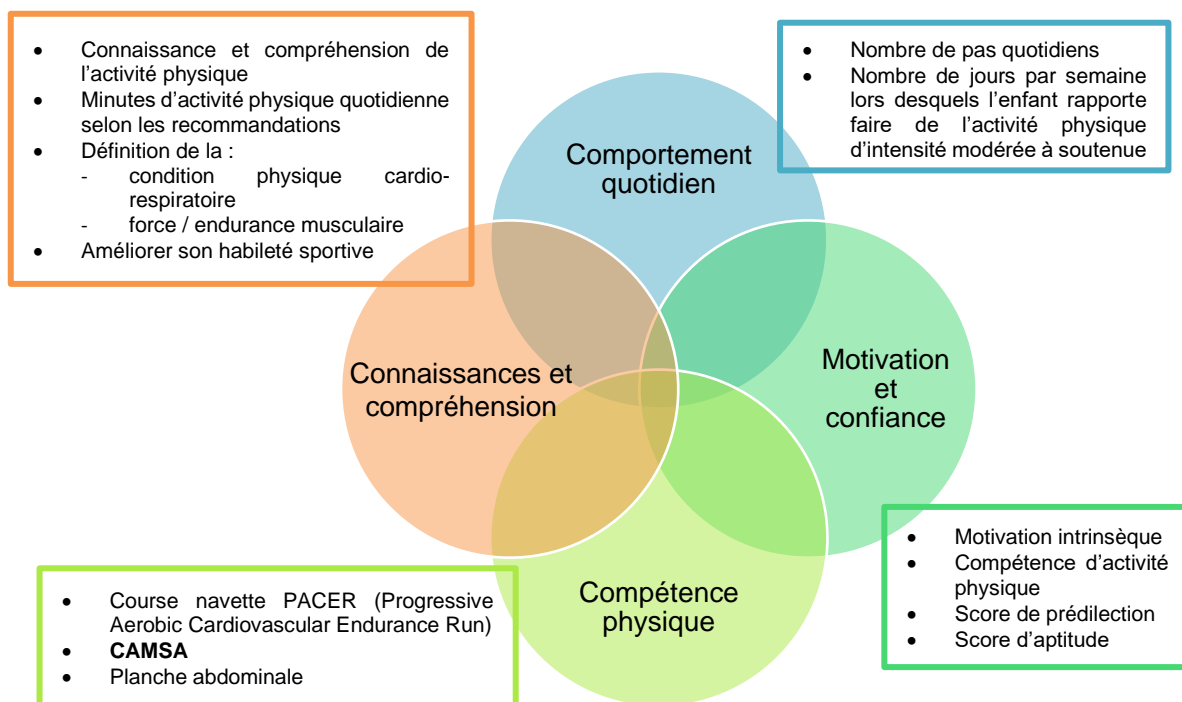 • Connaissance et compréhension de
l’activité physique
• Minutes d’activité physique quotidienne
selon les recommandations
• Définition de la :
- condition physique cardio-
respiratoire
- force / endurance musculaire
• Améliorer son habileté sportive
• Nombre de pas quotidiens
• Nombre de jours par semaine
lors desquels l’enfant rapporte
faire de l’activité physique
d’intensité modérée à soutenue
Comportement
quotidien
Connaissances et
compréhension
Motivation
et
confiance
Compétence
physique
• Course navette PACER (Progressive
Aerobic Cardiovascular Endurance Run)
• CAMSA
• Planche abdominale
• Motivation intrinsèque
• Compétence d’activité
physique
• Score de prédilection
• Score d’aptitude